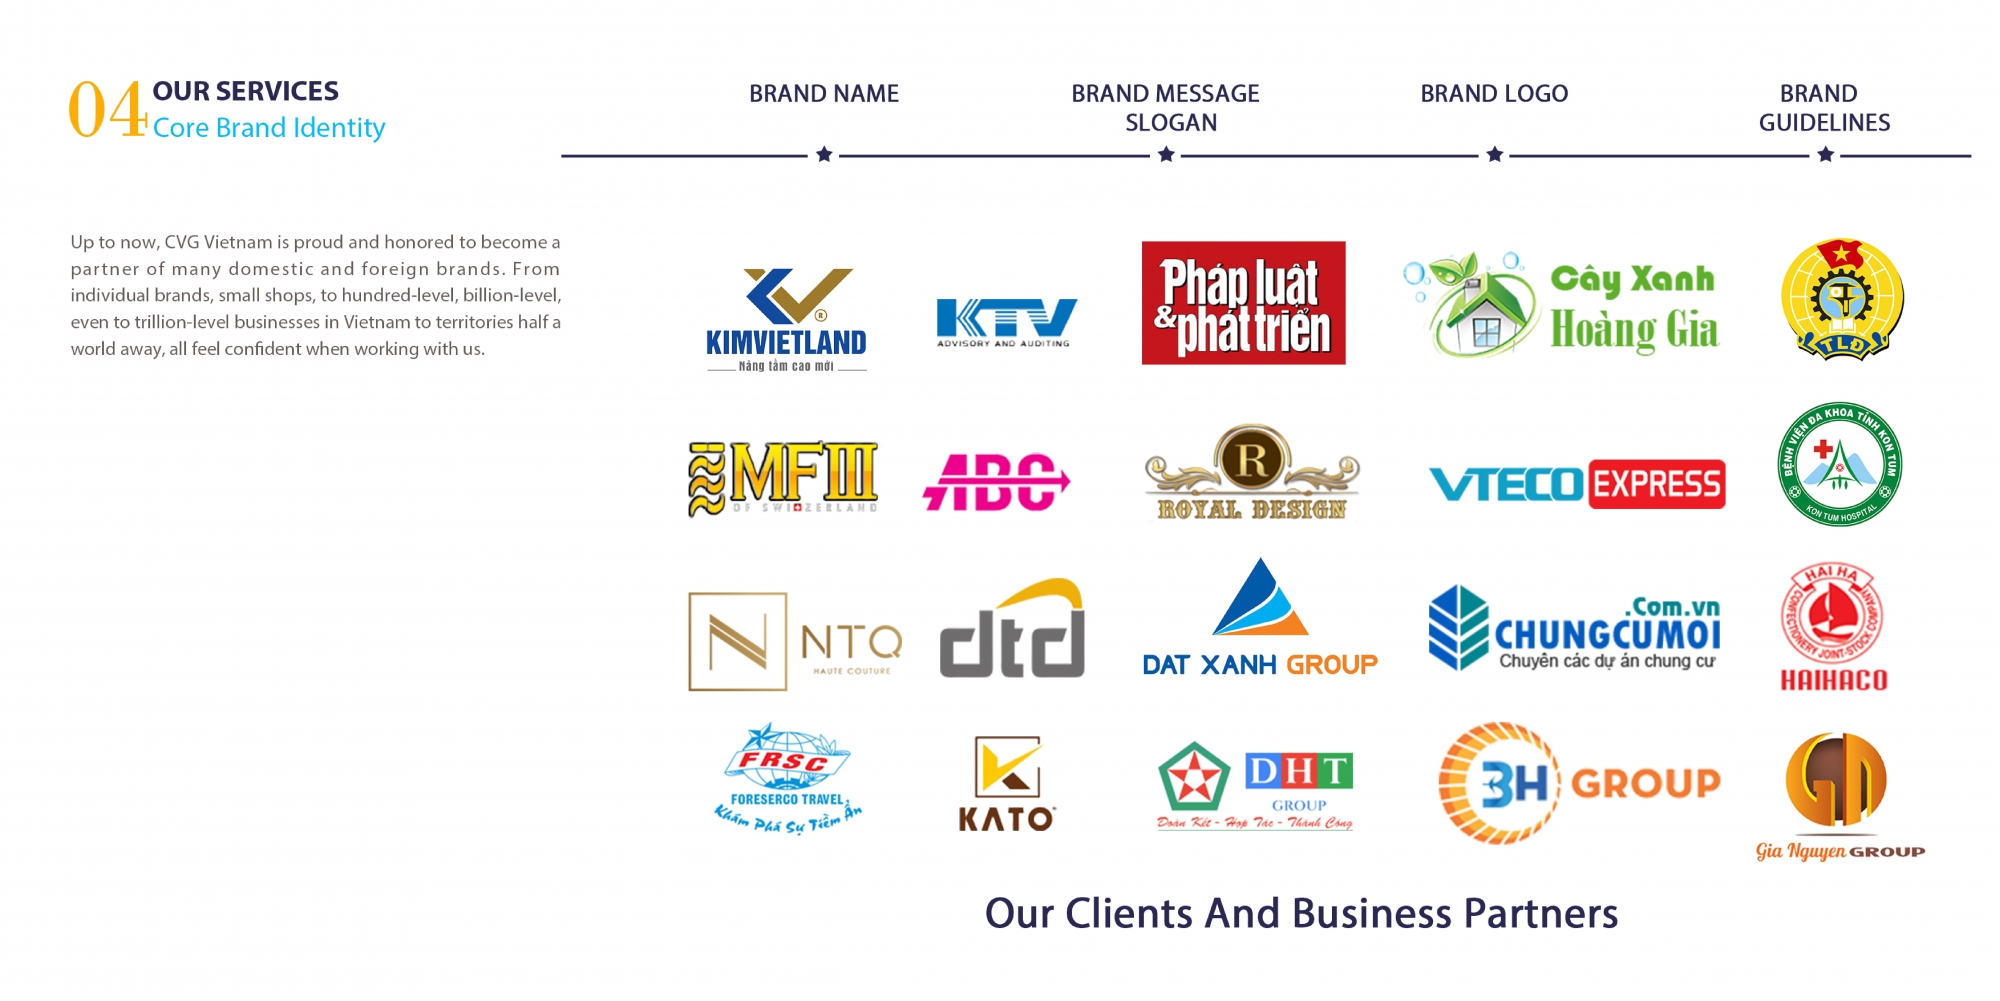 04
OUR SERVICES
Core Brand Identity
BRAND NAME
BRAND MESSAGE
SLOGAN
BRAND LOGO
BRAND
GUIDELINES
Up to now, CVG Vietnam is proud and honored to become a
partner of many domestic and foreign brands. From
individual brands, small shops, to hundred-level, billion-level,
even to trillion-level businesses in Vietnam to territories half a
world away, all feel confident when working with us.
KIMVIETLAND
Nâng tầm cao mới
KTV
ADVISORY AND AUDITING
Pháp luật
& phát triển
Cây Xanh
Hoàng Gia
TLĐ
MF III
OF SWITZERLAND
ABC
R
ROYAL DESIGN
VTECO EXPRESS
BỆNH VIỆN ĐA KHOA TỈNH KON TUM
KON TUM HOSPITAL
N
NTQ
HAUTE COUTURE
dtd
DAT XANH GROUP
.Com.vn
CHUNGCUMOI
Chuyên các dự án chung cư
HAI HA
CONFECTIONERY JOINT-STOCK COMPANY
HAIHACO
FRSC
FORESERCO TRAVEL
Khám Phá Sự Tiềm Ẩn
KATO
DHT
GROUP
Đoàn Kết - Hợp Tác - Thành Công
3H GROUP
GN
Gia Nguyen GROUP
Our Clients And Business Partners